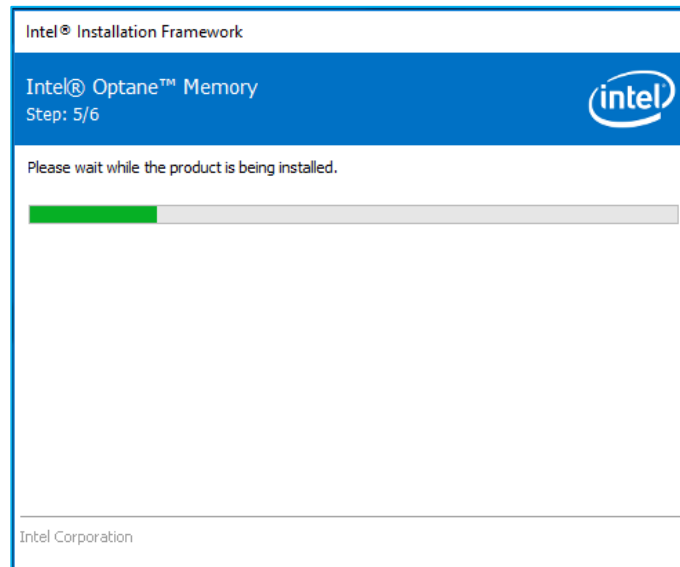 Intel® Installation Framework
Intel® Optane™ Memory
Step: 5/6
intel
Please wait while the product is being installed.
Intel Corporation